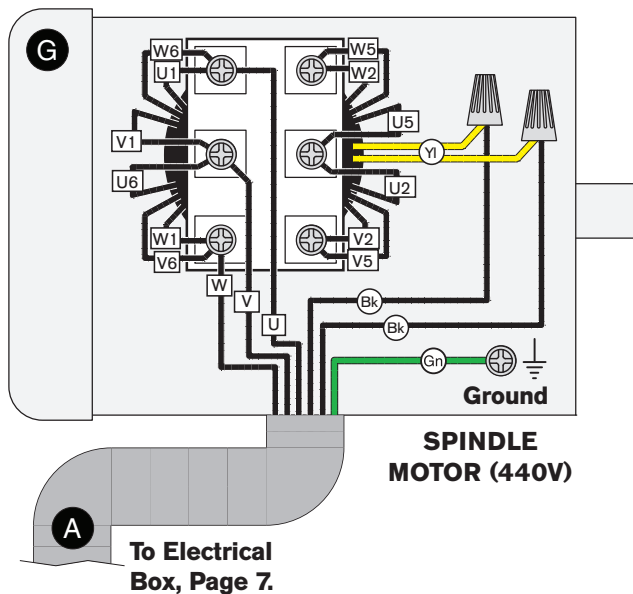 G
W6
W5
U1
W2
V1
U5
Yl
U6
U2
W1
V2
V6
V5
W
V
U
Bk
Bk
Gn
Ground
SPINDLE
MOTOR (440V)
A
To Electrical
Box, Page 7.